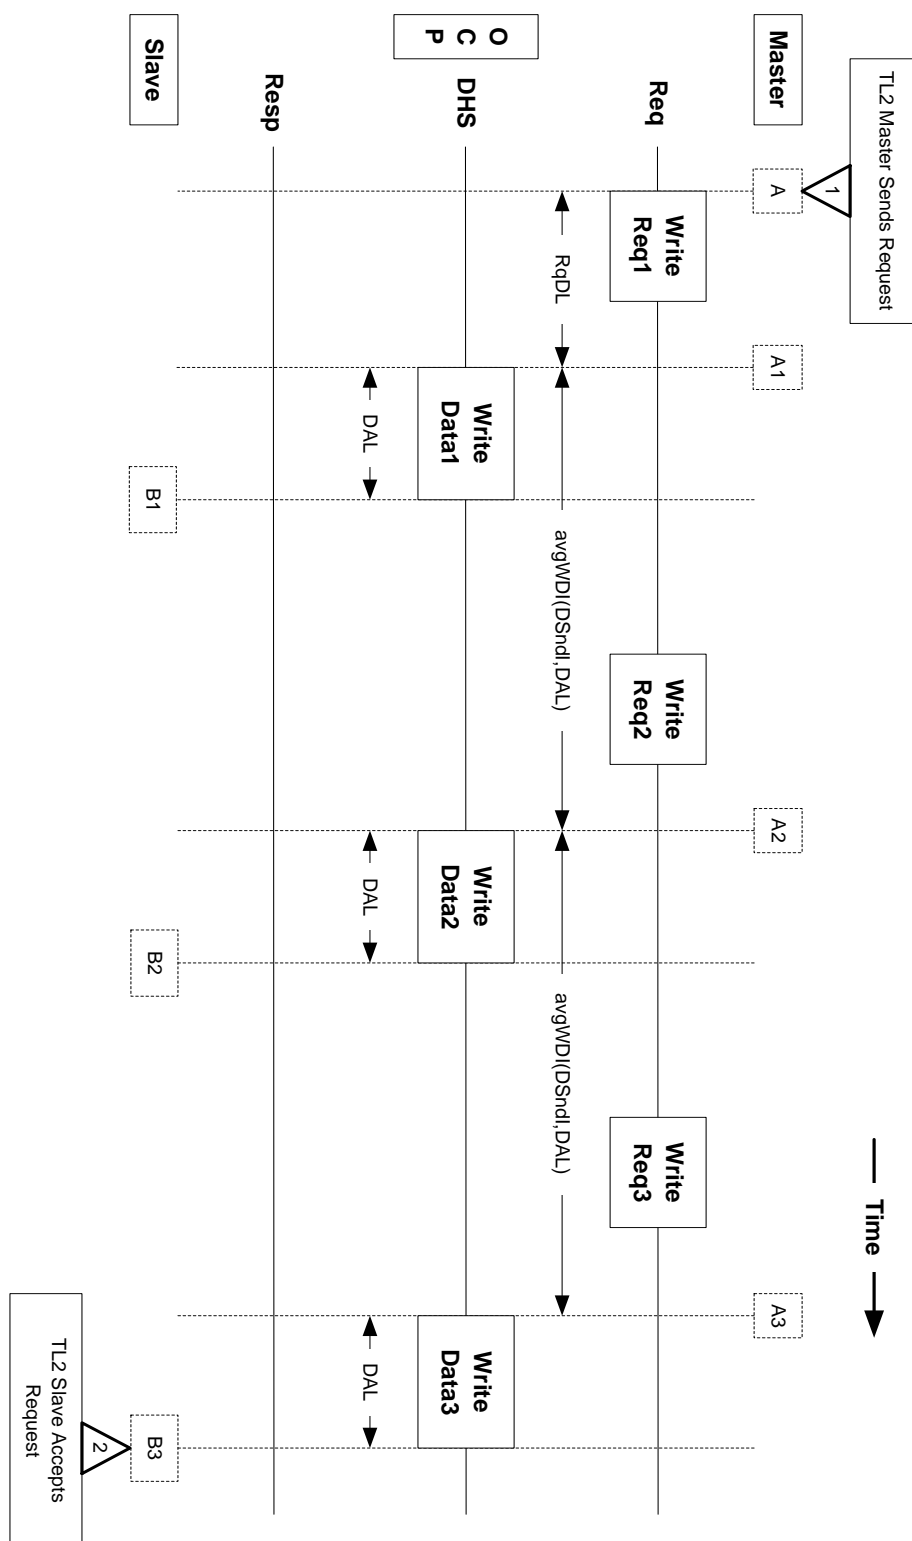 TL2 Master Sends Request
1
Time
Master
A
A1
A2
A3
Req
Write
Req1
Write
Req2
Write
Req3
RqDL
avgWDI(DSndI,DAL)
avgWDI(DSndI,DAL)
O
C
P
DHS
Write
Data1
Write
Data2
Write
Data3
DAL
DAL
DAL
Resp
Slave
B1
B2
B3
2
TL2 Slave Accepts
Request